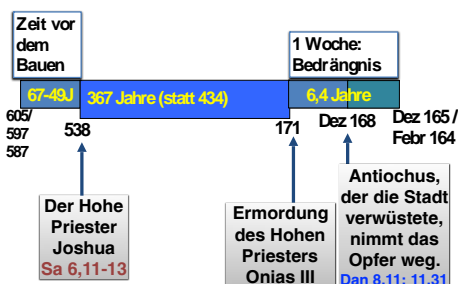 Zeit vor
dem
Bauen
1 Woche:
Bedrängnis
67-49J
367 Jahre (statt 434)
6,4 Jahre
605/
597
587
538
171
Dez 168
Dez 165 /
Febr 164
Der Hohe
Priester
Joshua
Sa 6,11-13
Ermordung
des Hohen
Priesters
Onias III
Antiochus,
der die Stadt
verwüstete,
nimmt das
Opfer weg.
Dan 8,11; 11,31